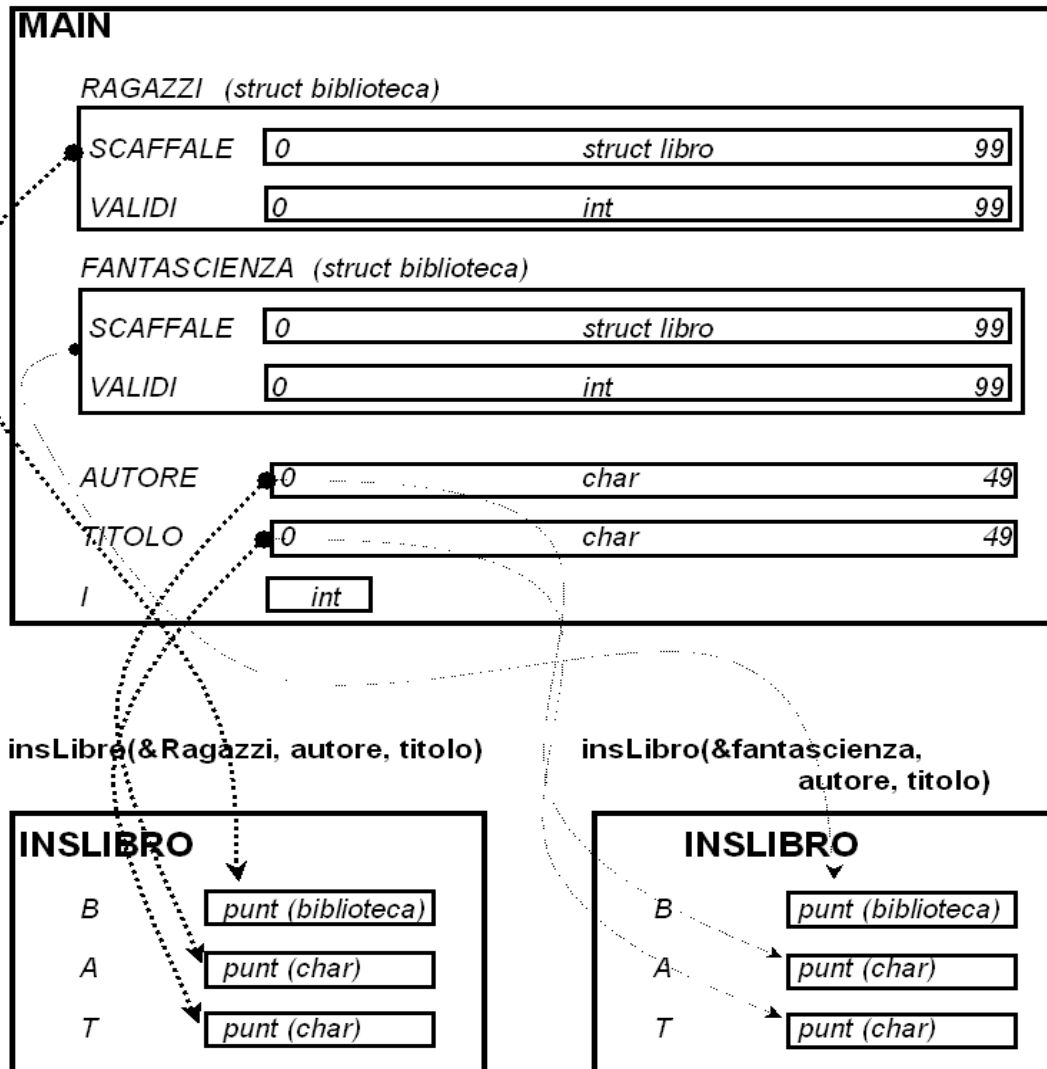 MAIN
RAGAZZI (struct biblioteca)
SCAFFALE 0 struct libro 99
VALIDI 0 int 99
FANTASCIENZA (struct biblioteca)
SCAFFALE 0 struct libro 99
VALIDI 0 int 99
AUTORE 0 char 49
TITOLO 0 char 49
I int
insLibro(&Ragazzi, autore, titolo)
INSLIBRO
B punt (biblioteca)
A punt (char)
T punt (char)
insLibro(&fantascienza,
autore, titolo)
INSLIBRO
B punt (biblioteca)
A punt (char)
T punt (char)